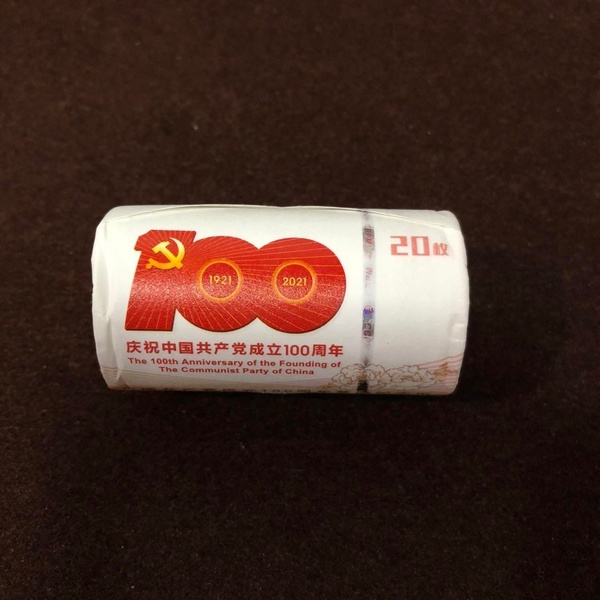 100
1921
2021
20枚
庆祝中国共产党成立100周年
The 100th Anniversary of the Founding of
The Communist Party of China